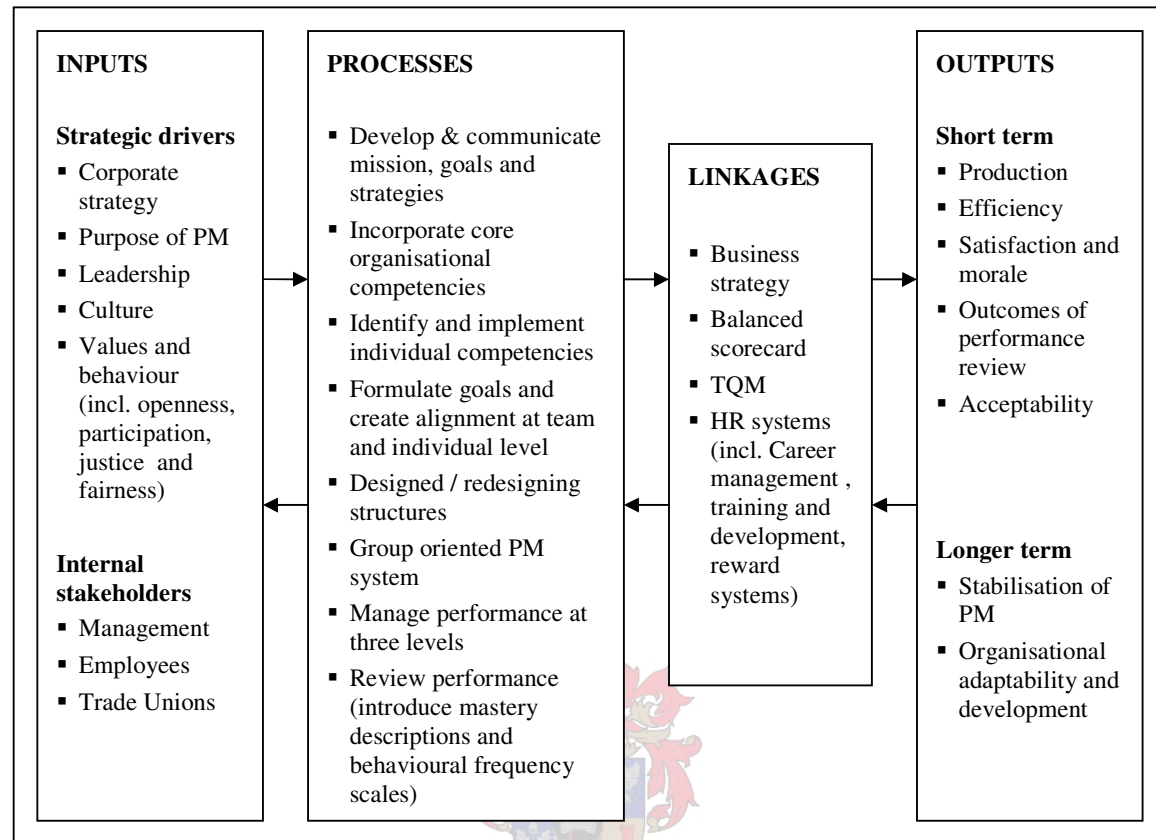 INPUTS
Strategic drivers
▪ Corporate
strategy
▪ Purpose of PM
▪ Leadership
▪ Culture
▪ Values and
behaviour
(incl. openness,
participation,
justice and
fairness)
Internal
stakeholders
▪ Management
▪ Employees
▪ Trade Unions
PROCESSES
▪ Develop & communicate
mission, goals and
strategies
▪ Incorporate core
organisational
competencies
▪ Identify and implement
individual competencies
▪ Formulate goals and
create alignment at team
and individual level
▪ Designed / redesigning
structures
▪ Group oriented PM
system
▪ Manage performance at
three levels
▪ Review performance
(introduce mastery
descriptions and
behavioural frequency
scales)
LINKAGES
▪ Business
strategy
▪ Balanced
scorecard
▪ TQM
▪ HR systems
(incl. Career
management ,
training and
development,
reward
systems)
OUTPUTS
Short term
▪ Production
▪ Efficiency
▪ Satisfaction and
morale
▪ Outcomes of
performance
review
▪ Acceptability
Longer term
▪ Stabilisation of
PM
▪ Organisational
adaptability and
development